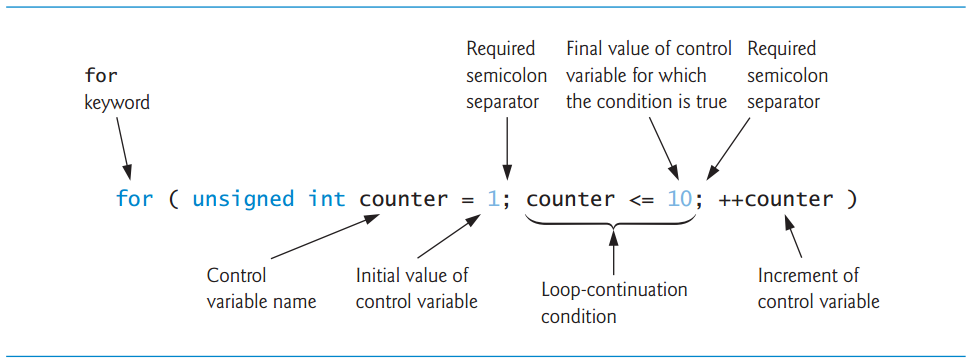 for
keyword
Required
semicolon
separator
Final value of control
variable for which
the condition is true
Required
semicolon
separator
for ( unsigned int counter = 1; counter <= 10; ++counter )
Control
variable name
Initial value of
control variable
Loop-continuation
condition
Increment of
control variable